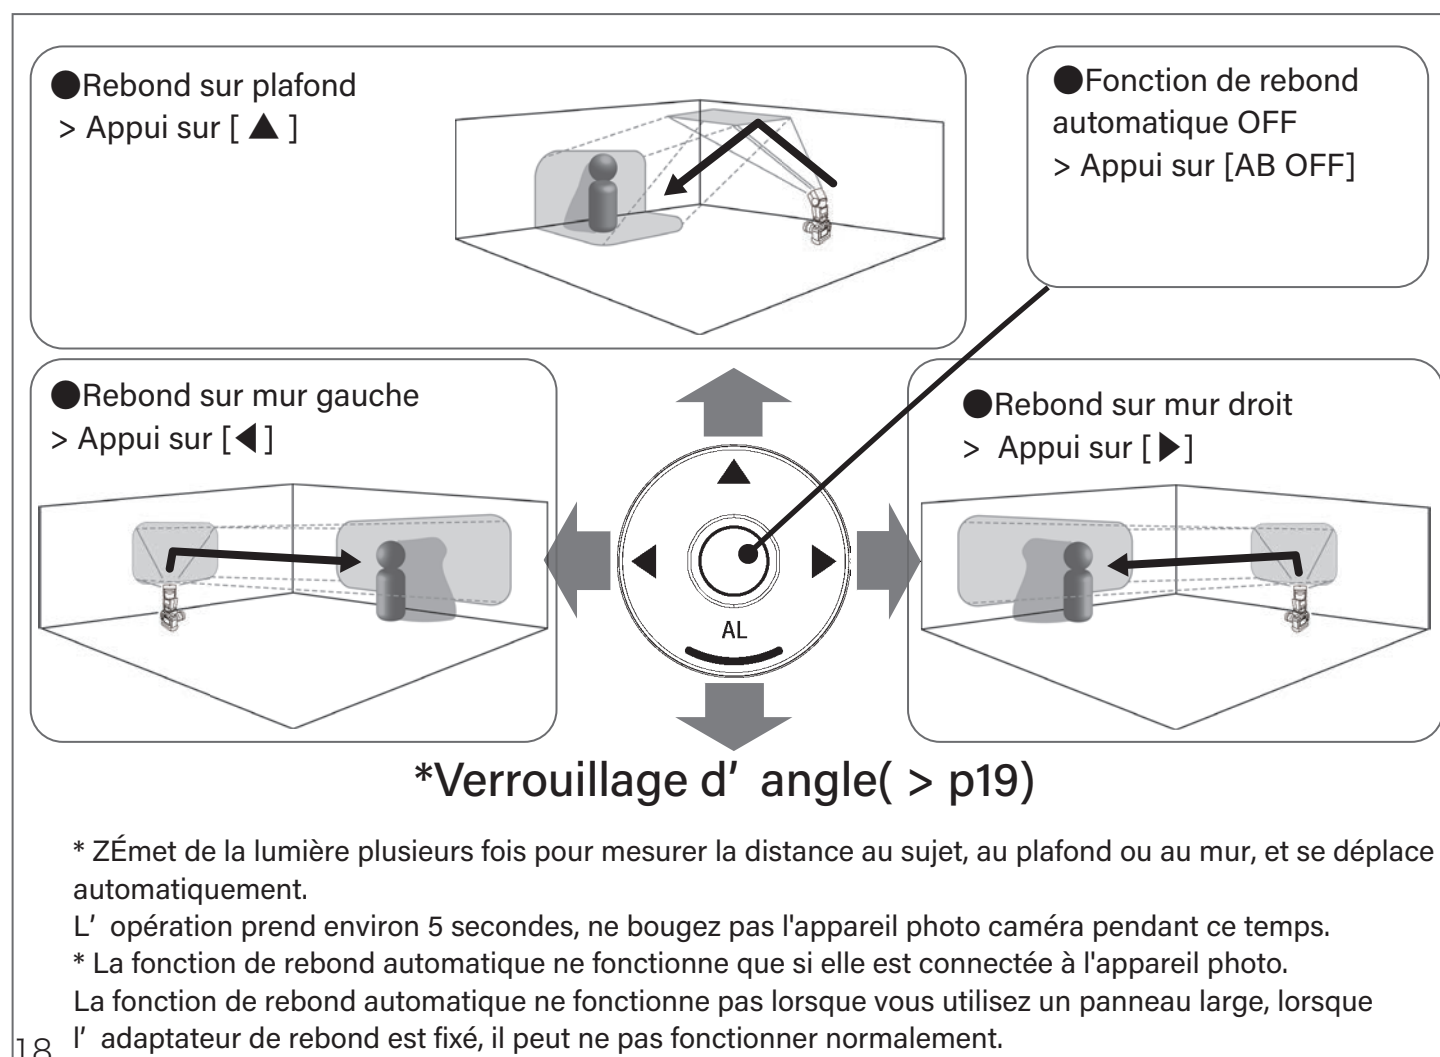 ●Rebond sur plafond
> Appui sur [ ▲ ]
●Fonction de rebond
automatique OFF
> Appui sur [AB OFF]
●Rebond sur mur gauche
> Appui sur [◀]
●Rebond sur mur droit
> Appui sur [▶]
▲
◀ ▶
AL
*Verrouillage d’ angle( > p19)
* ZÉmet de la lumière plusieurs fois pour mesurer la distance au sujet, au plafond ou au mur, et se déplace
automatiquement.
L’ opération prend environ 5 secondes, ne bougez pas l'appareil photo caméra pendant ce temps.
* La fonction de rebond automatique ne fonctionne que si elle est connectée à l'appareil photo.
La fonction de rebond automatique ne fonctionne pas lorsque vous utilisez un panneau large, lorsque
l’ adaptateur de rebond est fixé, il peut ne pas fonctionner normalement.
18